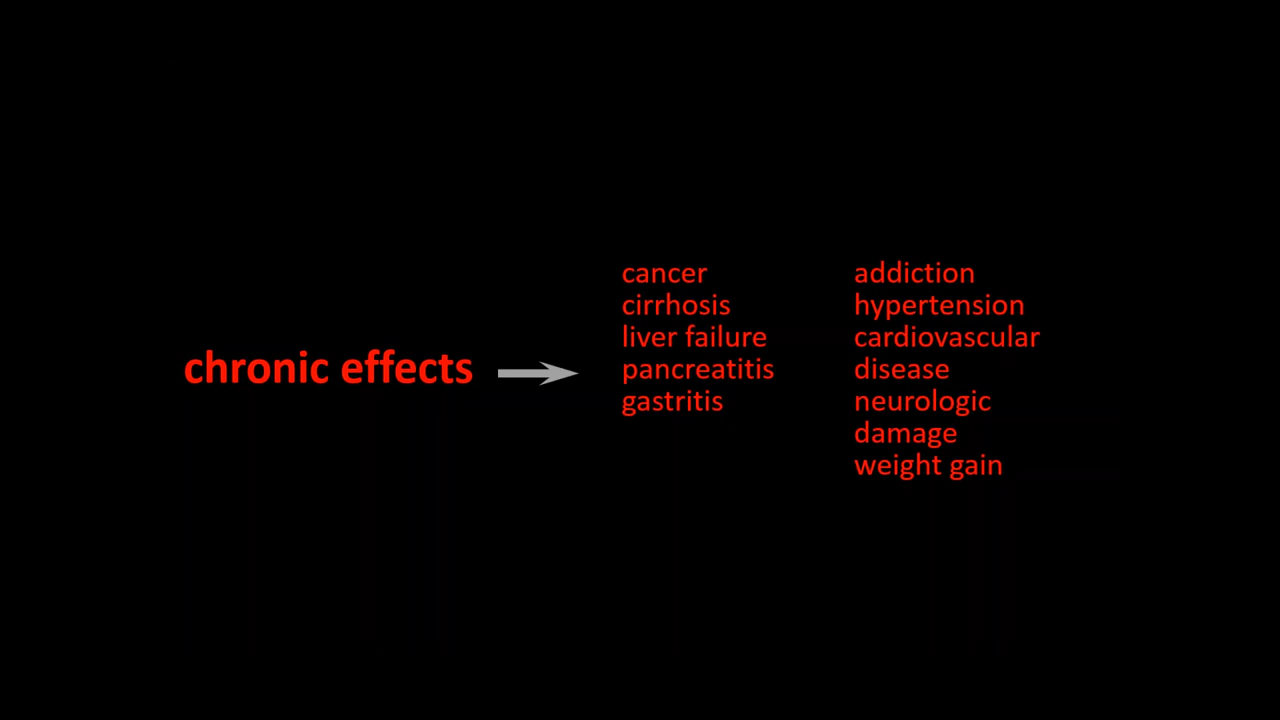 chronic effects
cancer
cirrhosis
liver failure
pancreatitis
gastritis
addiction
hypertension
cardiovascular
disease
neurologic
damage
weight gain